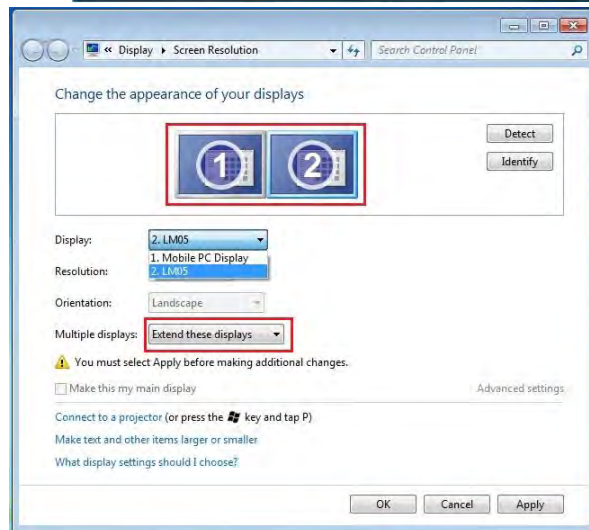 « Display ▸ Screen Resolution
Search Control Panel
Change the appearance of your displays
1 2
Detect
Identify
Display: 2. LM05
1. Mobile PC Display
Resolution: 2. LM05
Orientation: Landscape
Multiple displays: Extend these displays
You must select Apply before making additional changes.
Make this my main display Advanced settings
Connect to a projector (or press the key and tap P)
Make text and other items larger or smaller
What display settings should I choose?
OK Cancel Apply